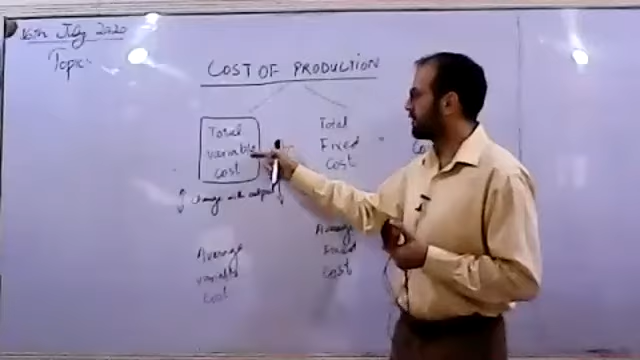 16th July 2020
Topic:-
COST OF PRODUCTION
Total
variable
cost
Total
Fixed
Cost
change with output
Average
variable
cost
Average
Fixed
Cost